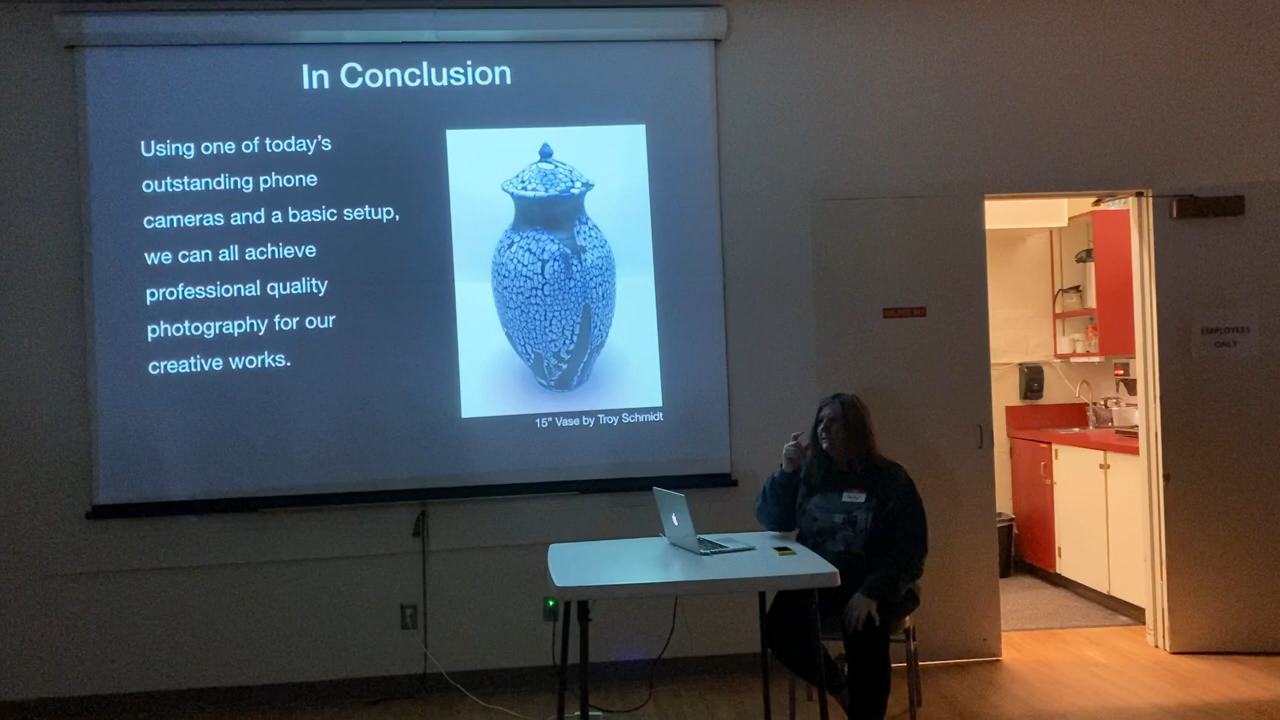 In Conclusion
Using one of today's
outstanding phone
cameras and a basic setup,
we can all achieve
professional quality
photography for our
creative works.
15" Vase by Troy Schmidt
EMPLOYEES
ONLY